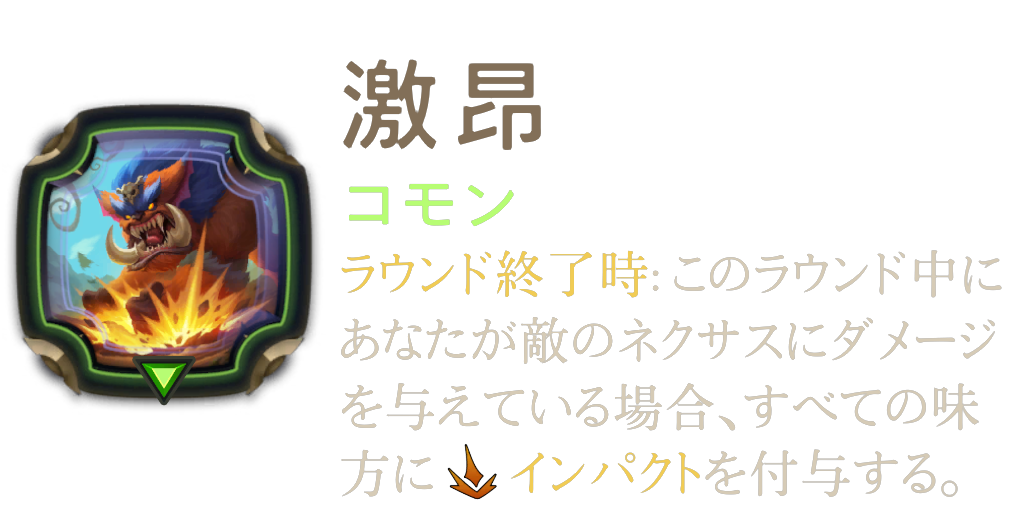 激昂
コモン
ラウンド終了時: このラウンド中に
あなたが敵のネクサスにダメージ
を与えている場合、すべての味
方に インパクトを付与する。